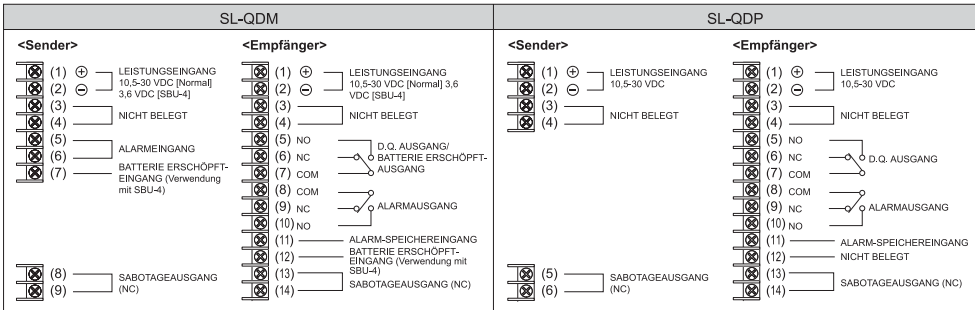 SL-QDM
<Sender>
(1) ⊕
(2) ⊖
LEISTUNGSEINGANG
10,5-30 VDC [Normal]
3,6 VDC [SBU-4]
(3)
(4)
NICHT BELEGT
(5)
(6)
ALARMEINGANG
(7)
BATTERIE ERSCHÖPFT-
EINGANG (Verwendung
mit SBU-4)
(8)
(9)
SABOTAGEAUSGANG
(NC)
<Empfänger>
(1) ⊕
(2) ⊖
LEISTUNGSEINGANG
10,5-30 VDC [Normal] 3,6
VDC [SBU-4]
(3)
(4)
NICHT BELEGT
(5) NO
(6) NC
(7) COM
D.Q. AUSGANG/
BATTERIE ERSCHÖPFT-
AUSGANG
(8) COM
(9) NC
(10) NO
ALARMAUSGANG
(11)
ALARM-SPEICHEREINGANG
(12)
BATTERIE ERSCHÖPFT-
EINGANG (Verwendung mit
SBU-4)
(13)
(14)
SABOTAGEAUSGANG (NC)
SL-QDP
<Sender>
(1) ⊕
(2) ⊖
LEISTUNGSEINGANG
10,5-30 VDC
(3)
(4)
NICHT BELEGT
(5)
(6)
SABOTAGEAUSGANG
(NC)
<Empfänger>
(1) ⊕
(2) ⊖
LEISTUNGSEINGANG
10,5-30 VDC
(3)
(4)
NICHT BELEGT
(5) NO
(6) NC
(7) COM
D.Q. AUSGANG
(8) COM
(9) NC
(10) NO
ALARMAUSGANG
(11)
ALARM-SPEICHEREINGANG
(12)
NICHT BELEGT
(13)
(14)
SABOTAGEAUSGANG (NC)